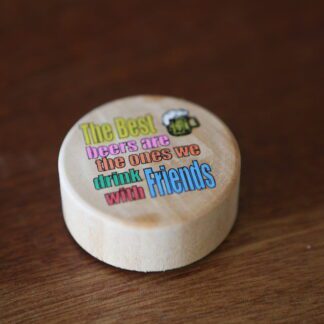 The Best
beers are
the ones we
drink Friends
with